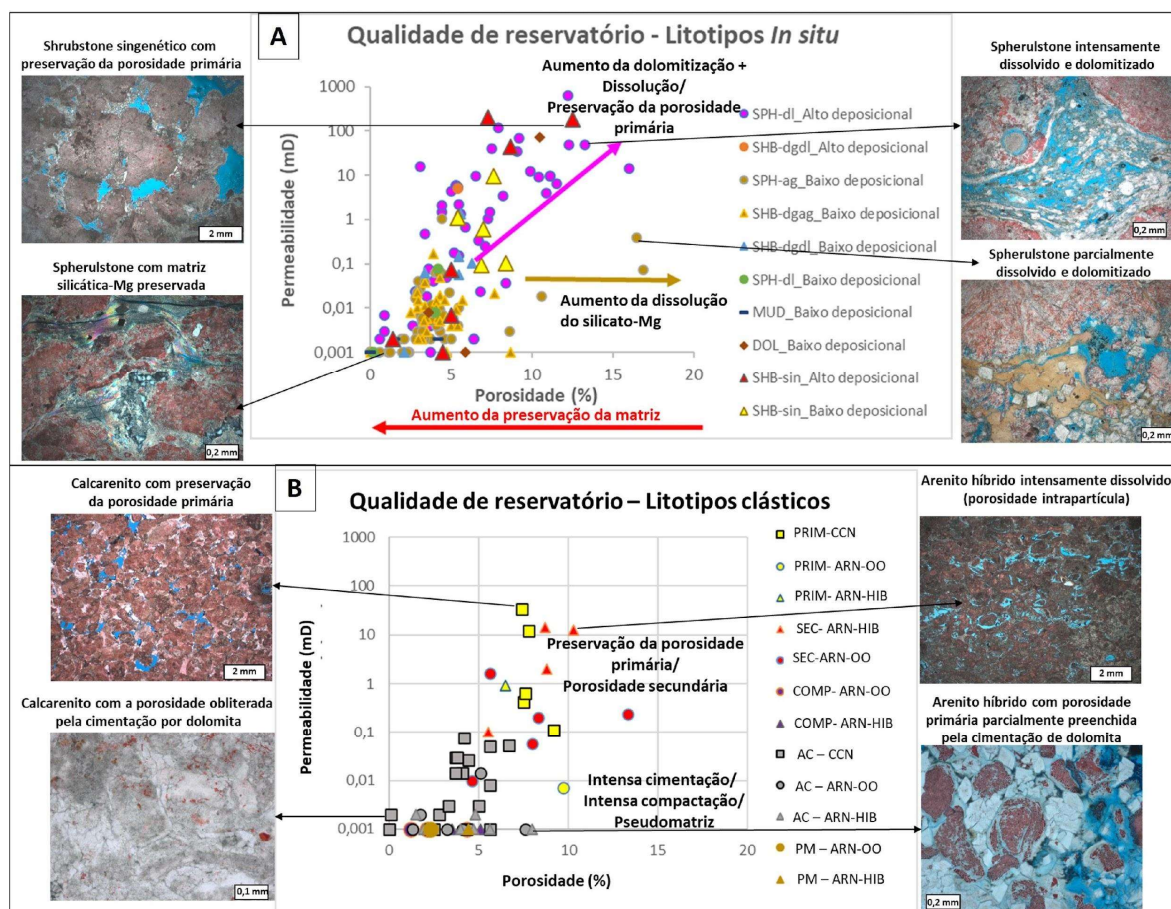 A
Qualidade de reservatório - Litotipos In situ
Shrubstone singenético com
preservação da porosidade primária
2 mm
Spherulstone com matriz
silicática-Mg preservada
0,2 mm
Permeabilidade (mD)
1000
100
10
1
0,1
0,01
0,001
0
5
10
15
20
Porosidade (%)
Aumento da dolomitização +
Dissolução/
Preservação da porosidade
primária
Aumento da dissolução
do silicato-Mg
Aumento da preservação da matriz
SPH-dl_Alto deposicional
SHB-dgdl_Alto deposicional
SPH-ag_Baixo deposicional
SHB-dgag_Baixo deposicional
SHB-dgdl_Baixo deposicional
SPH-dl_Baixo deposicional
MUD_Baixo deposicional
DOL_Baixo deposicional
SHB-sin_Alto deposicional
SHB-sin_Baixo deposicional
Spherulstone intensamente
dissolvido e dolomitizado
0,2 mm
Spherulstone parcialmente
dissolvido e dolomitizado
0,2 mm
B
Qualidade de reservatório – Litotipos clásticos
Calcarenito com preservação
da porosidade primária
2 mm
Calcarenito com a porosidade obliterada
pela cimentação por dolomita
0,1 mm
Permeabilidade (mD)
1000
100
10
1
0,1
0,01
0,001
0
5
10
15
20
Porosidade (%)
Preservação da porosidade
primária/
Porosidade secundária
Intensa cimentação/
Intensa compactação/
Pseudomatriz
PRIM-CCN
PRIM- ARN-OO
PRIM- ARN-HIB
SEC- ARN-HIB
SEC-ARN-OO
COMP- ARN-OO
COMP- ARN-HIB
AC – CCN
AC – ARN-OO
AC – ARN-HIB
PM – ARN-OO
PM – ARN-HIB
Arenito híbrido intensamente dissolvido
(porosidade intrapartícula)
2 mm
Arenito híbrido com porosidade
primária parcialmente preenchida
pela cimentação de dolomita
0,2 mm